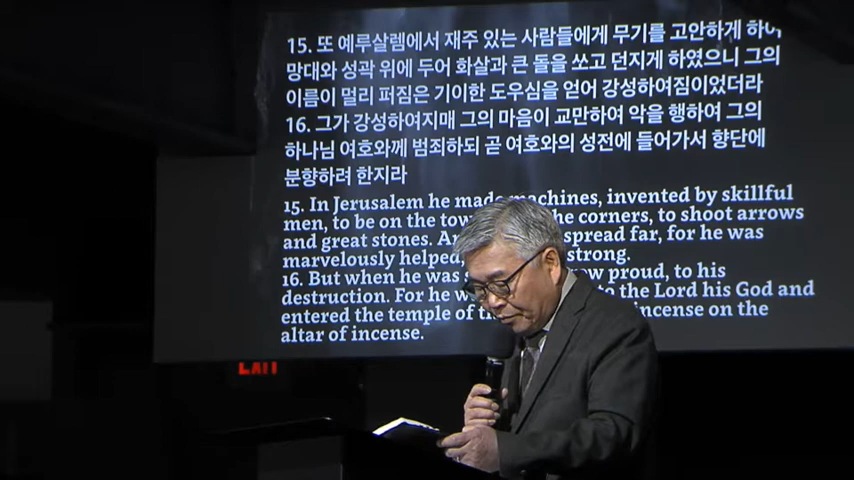 15. 또 예루살렘에서 재주 있는 사람들에게 무기를 고안하게 하여
망대와 성곽 위에 두어 화살과 큰 돌을 쏘고 던지게 하였으니 그의
이름이 멀리 퍼짐은 기이한 도우심을 얻어 강성하여짐이었더라
16. 그가 강성하여지매 그의 마음이 교만하여 악을 행하여 그의
하나님 여호와께 범죄하되 곧 여호와의 성전에 들어가서 향단에
분향하려 한지라
15. In Jerusalem he made machines, invented by skillful
men, to be on the he corners, to shoot arrows
and great stones. spread far, for he was
marvelously helped strong.
16. But when he was proud, to his
destruction. For he to the Lord his God and
entered the temple of incense on the
altar of incense.
EXIT